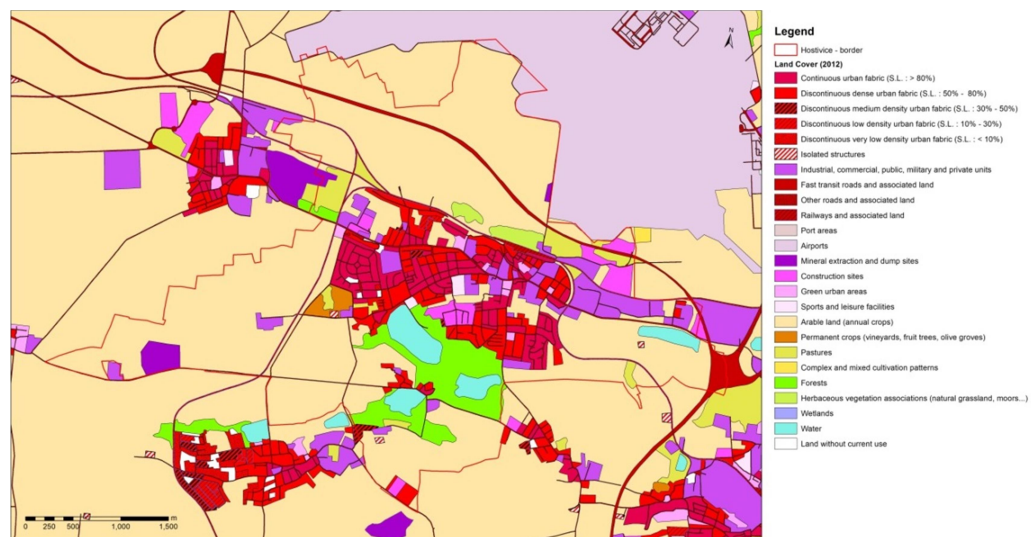 N
Legend
Hostivice - border
Land Cover (2012)
Continuous urban fabric (S.L. : > 80%)
Discontinuous dense urban fabric (S.L. : 50% - 80%)
Discontinuous medium density urban fabric (S.L. : 30% - 50%)
Discontinuous low density urban fabric (S.L. : 10% - 30%)
Discontinuous very low density urban fabric (S.L. : < 10%)
Isolated structures
Industrial, commercial, public, military and private units
Fast transit roads and associated land
Other roads and associated land
Railways and associated land
Port areas
Airports
Mineral extraction and dump sites
Construction sites
Green urban areas
Sports and leisure facilities
Arable land (annual crops)
Permanent crops (vineyards, fruit trees, olive groves)
Pastures
Complex and mixed cultivation patterns
Forests
Herbaceous vegetation associations (natural grassland, moors...)
Wetlands
Water
Land without current use
m
0 250 500 1,000 1,500